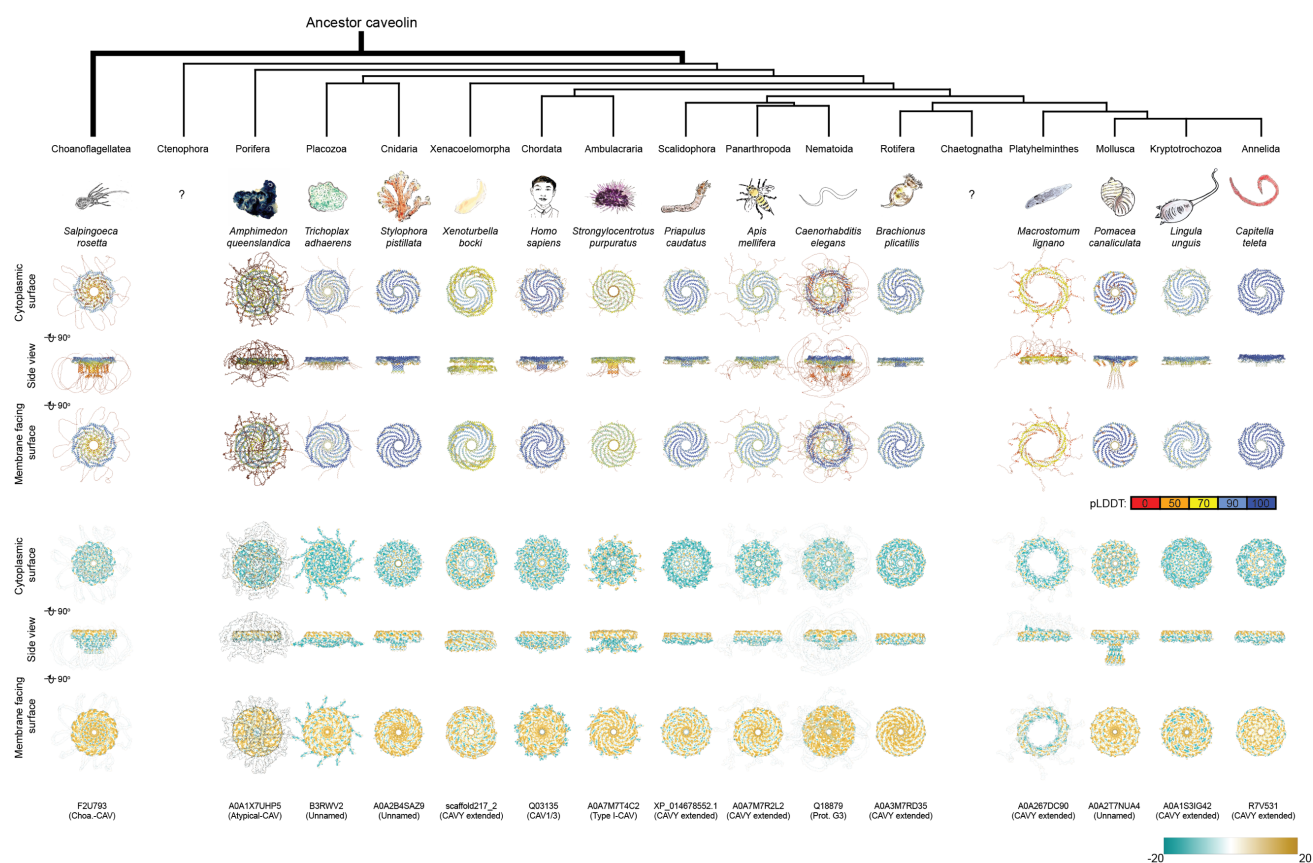 Ancestor caveolin
Choanoflagellatea Ctenophora Porifera Placozoa Cnidaria Xenacoelomorpha Chordata Ambulacraria Scalidophora Panarthropoda Nematoida Rotifera Chaetognatha Platyhelminthes Mollusca Kryptotrochozoa Annelida
? ?
Salpingoeca Amphimedon Trichoplax Stylophora Xenoturbella Homo Strongylocentrotus Priapulus Apis Caenorhabditis Brachionus Macrostomum Pomacea Lingula Capitella
rosetta queenslandica adhaerens pistillata bocki sapiens purpuratus caudatus mellifera elegans plicatilis lignano canaliculata unguis teleta
Cytoplasmic
surface
90°
Side view
90°
Membrane facing
surface
pLDDT: 0 50 70 90 100
Cytoplasmic
surface
90°
Side view
90°
Membrane facing
surface
F2U793 A0A1X7UHP5 B3RWV2 A0A2B4SAZ9 scaffold217_2 Q03135 A0A7M7T4C2 XP_014678552.1 A0A7M7R2L2 Q18879 A0A3M7RD35 A0A267DC90 A0A2T7NUA4 A0A1S3IG42 R7V531
(Choa.-CAV) (Atypical-CAV) (Unnamed) (Unnamed) (CAVY extended) (CAV1/3) (Type I-CAV) (CAVY extended) (CAVY extended) (Prot. G3) (CAVY extended) (CAVY extended) (Unnamed) (CAVY extended) (CAVY extended)
-20 20